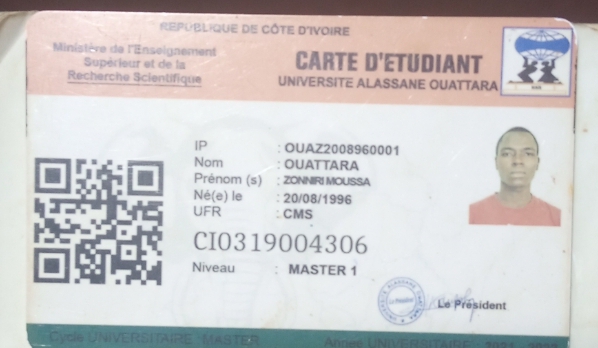 REPUBLIQUE DE CÔTE D'IVOIRE
Ministère de l'Enseignement
Supérieur et de la
Recherche Scientifique
CARTE D'ETUDIANT
UNIVERSITE ALASSANE OUATTARA
IP : OUAZ2008960001
Nom : OUATTARA
Prénom (s) : ZONNIRI MOUSSA
Né(e) le : 20/08/1996
UFR : CMS
CI0319004306
Niveau : MASTER 1
Le Président
Cycle UNIVERSITAIRE MASTER
Année UNIVERSITAIRE